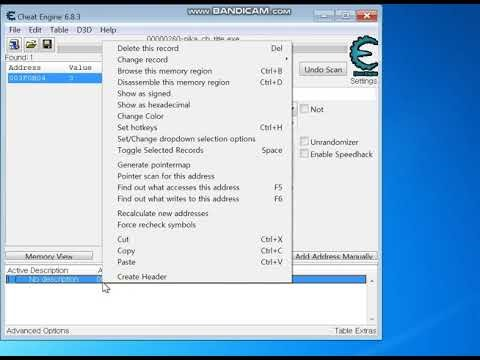 WWW.BANDICAM.COM
Cheat Engine 6.8.3
File Edit Table D3D Help
00000260-pika_ch_title.exe
Found: 1
Address Value
Undo Scan
Settings
Not
Unrandomizer
Enable Speedhack
Delete this record Del
Change record
Browse this memory region Ctrl+B
Disassemble this memory region Ctrl+D
Show as signed
Show as hexadecimal
Change Color
Set hotkeys Ctrl+H
Set/Change dropdown selection options
Toggle Selected Records Space
Generate pointermap
Pointer scan for this address
Find out what accesses this address F5
Find out what writes to this address F6
Recalculate new addresses
Force recheck symbols
Cut Ctrl+X
Copy Ctrl+C
Paste Ctrl+V
Create Header
Memory View
Add Address Manually
Active Description
No description
Advanced Options
Table Extras